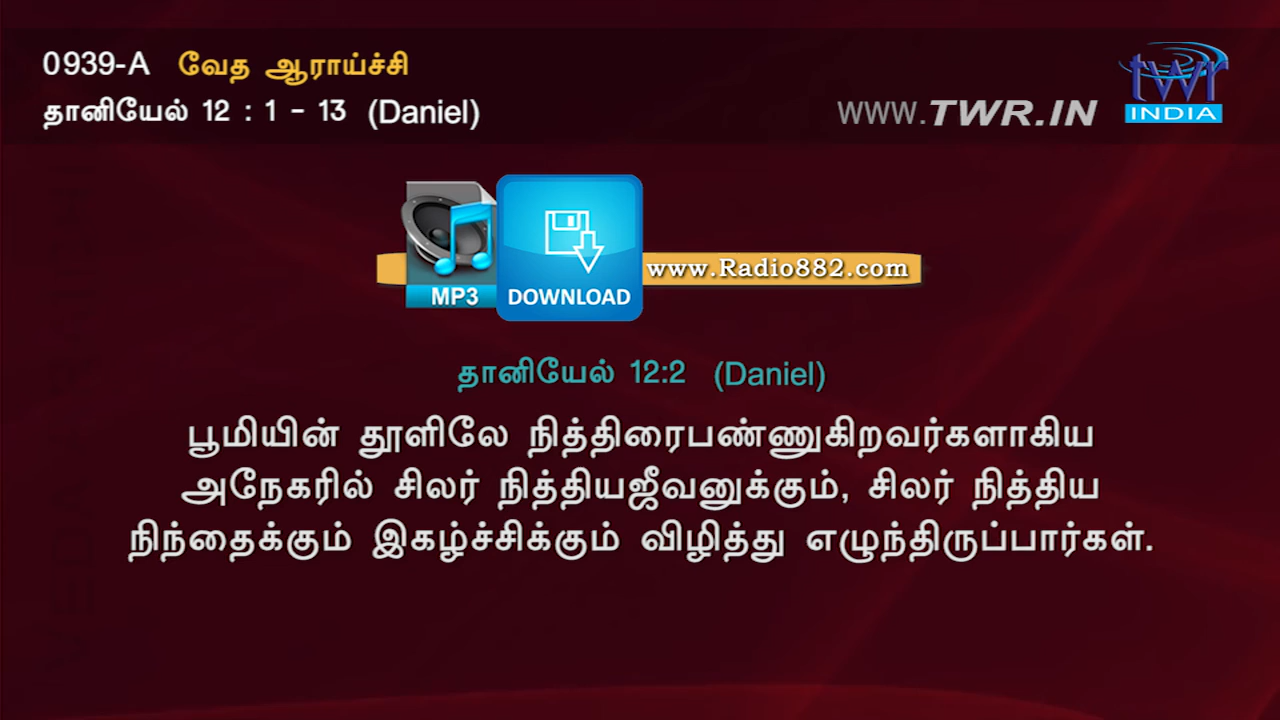 0939-A வேத ஆராய்ச்சி
தானியேல் 12 : 1 - 13 (Daniel)
WWW.TWR.IN
twr
INDIA
MP3
DOWNLOAD
www.Radio882.com
தானியேல் 12:2 (Daniel)
பூமியின் தூளிலே நித்திரைபண்ணுகிறவர்களாகிய
அநேகரில் சிலர் நித்தியஜீவனுக்கும், சிலர் நித்திய
நிந்தைக்கும் இகழ்ச்சிக்கும் விழித்து எழுந்திருப்பார்கள்.